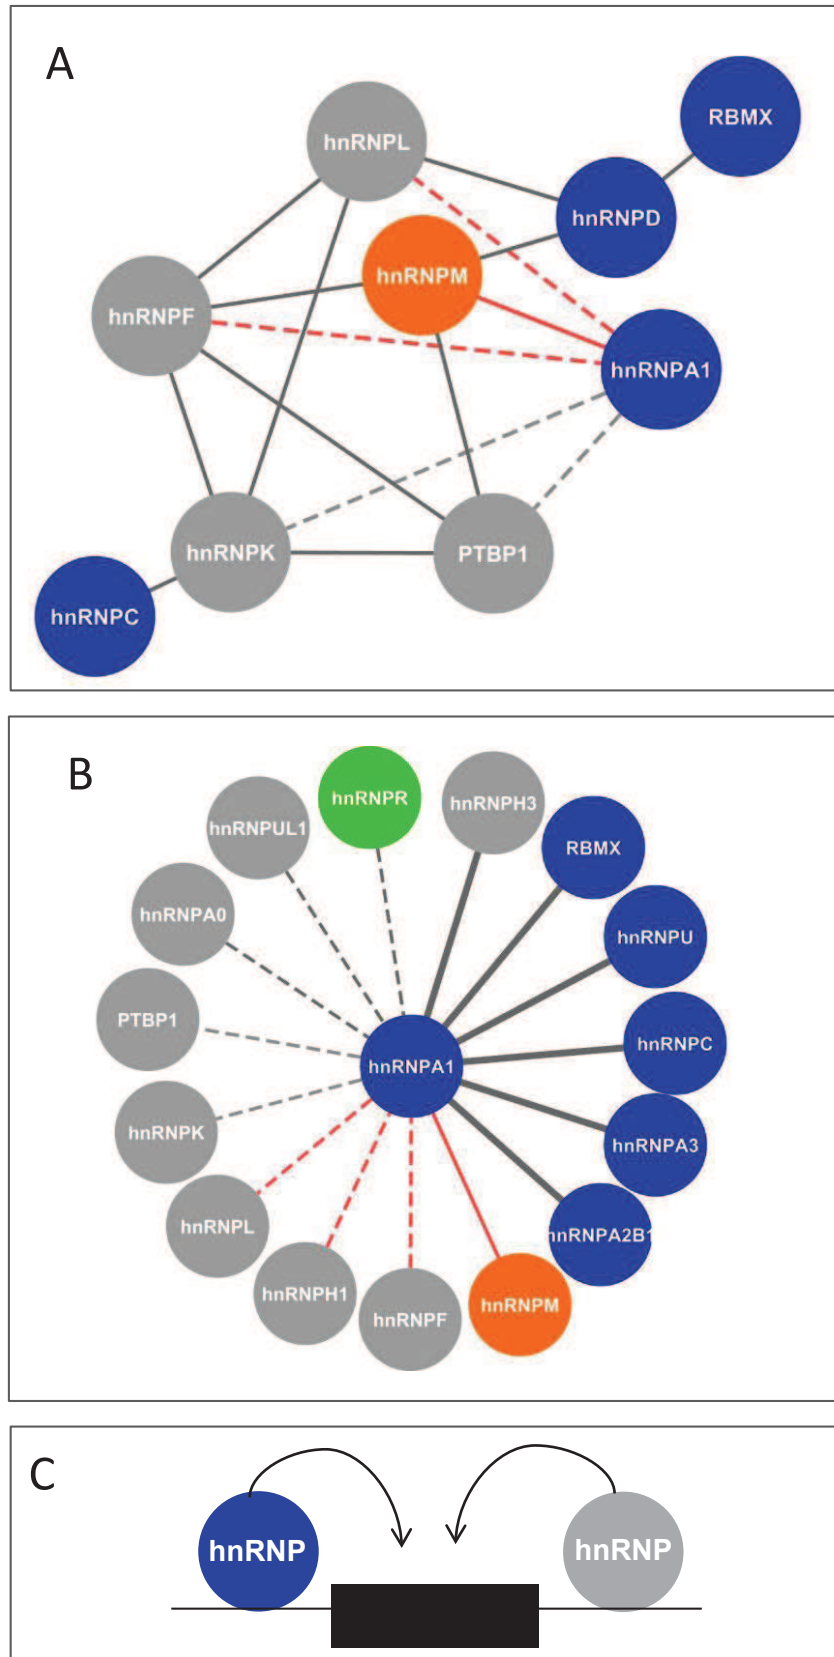 A
RBMX
hnRNPL
hnRNPD
hnRNPM
hnRNPF
hnRNPA1
hnRNPK
PTBP1
hnRNPC
B
hnRNPR
hnRNPH3
hnRNPUL1
RBMX
hnRNPA0
hnRNPU
PTBP1
hnRNPC
hnRNPA1
hnRNPK
hnRNPA3
hnRNPL
hnRNPA2B1
hnRNPH1
hnRNPM
hnRNPF
C
hnRNP
hnRNP